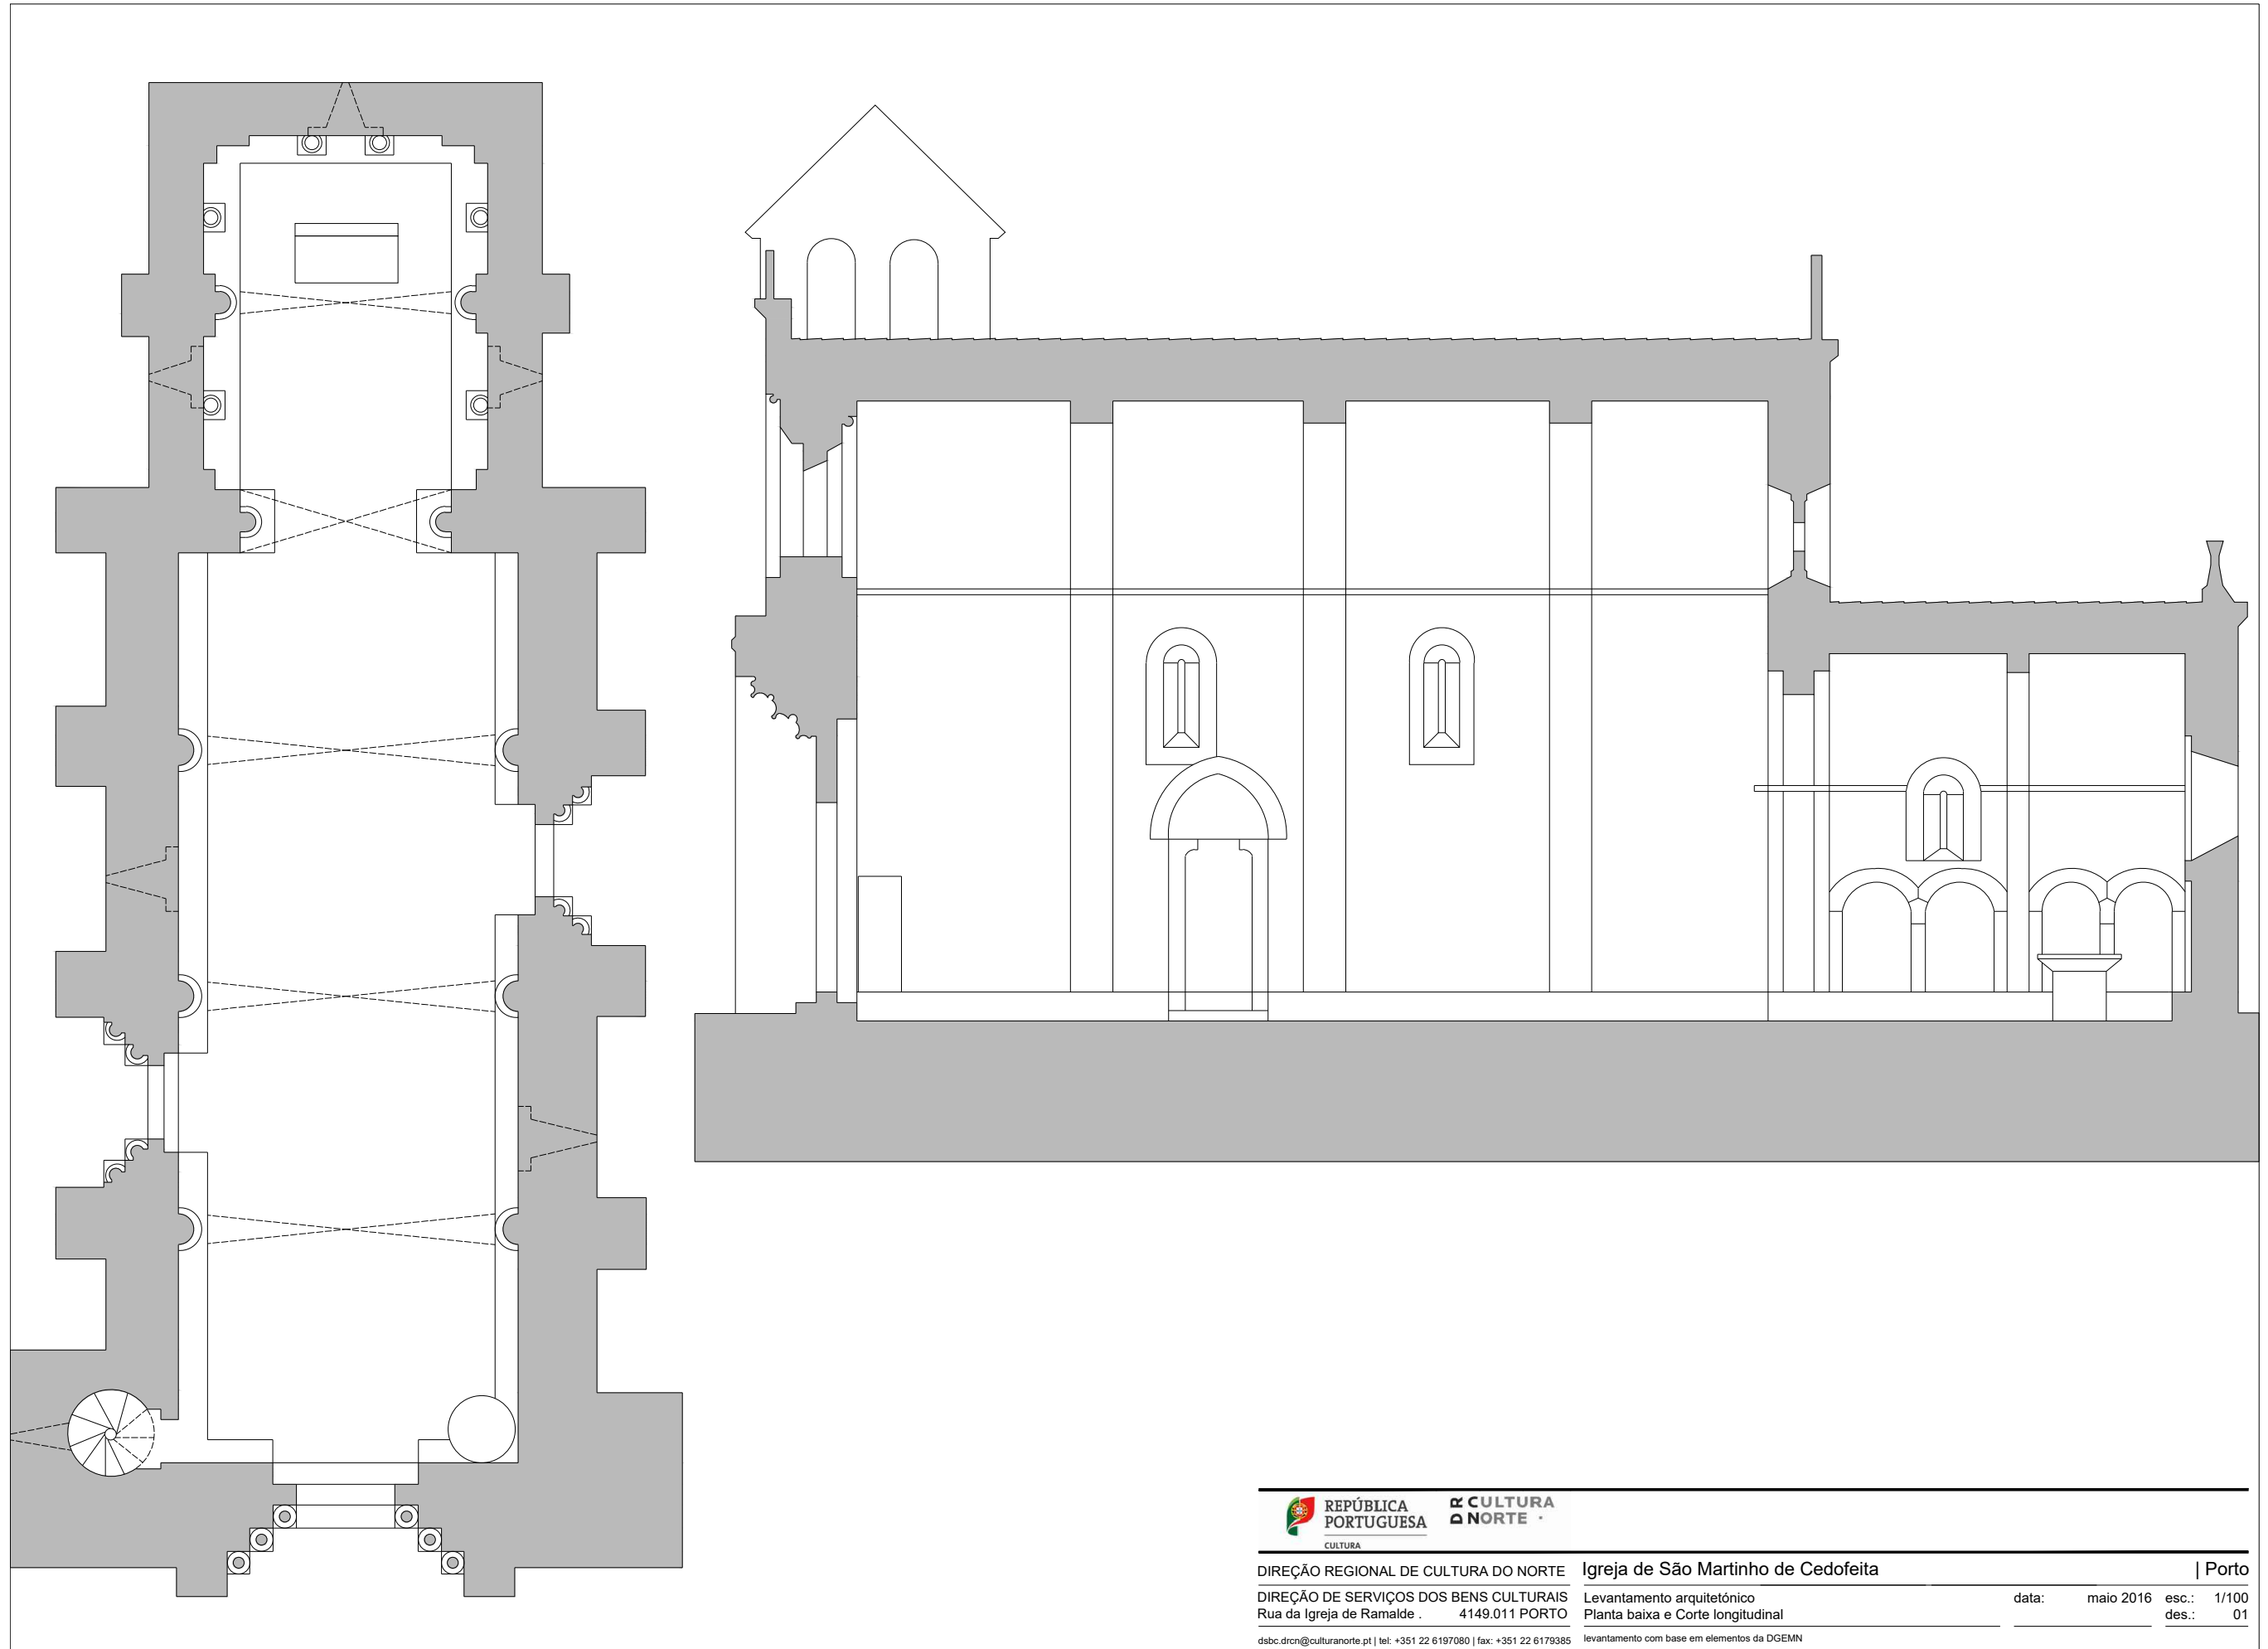 REPÚBLICA
PORTUGUESA
CULTURA
DR CULTURA
NORTE
DIREÇÃO REGIONAL DE CULTURA DO NORTE
DIREÇÃO DE SERVIÇOS DOS BENS CULTURAIS
Rua da Igreja de Ramalde . 4149.011 PORTO
dsbc.drcn@culturanorte.pt | tel: +351 22 6197080 | fax: +351 22 6179385
Igreja de São Martinho de Cedofeita | Porto
Levantamento arquitetónico data: maio 2016 esc.: 1/100
Planta baixa e Corte longitudinal des.: 01
levantamento com base em elementos da DGEMN